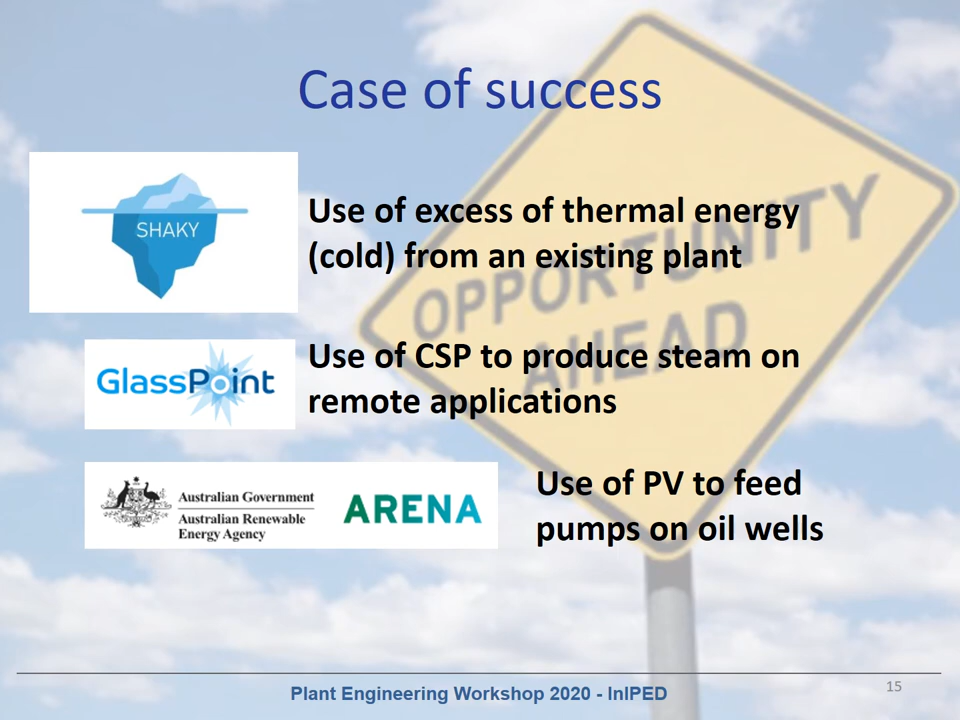 Case of success
SHAKY
Use of excess of thermal energy
(cold) from an existing plant
GlassPoint
Use of CSP to produce steam on
remote applications
Australian Government
Australian Renewable
Energy Agency
ARENA
Use of PV to feed
pumps on oil wells
OPPORTUNITY
AHEAD
Plant Engineering Workshop 2020 - InIPED
15